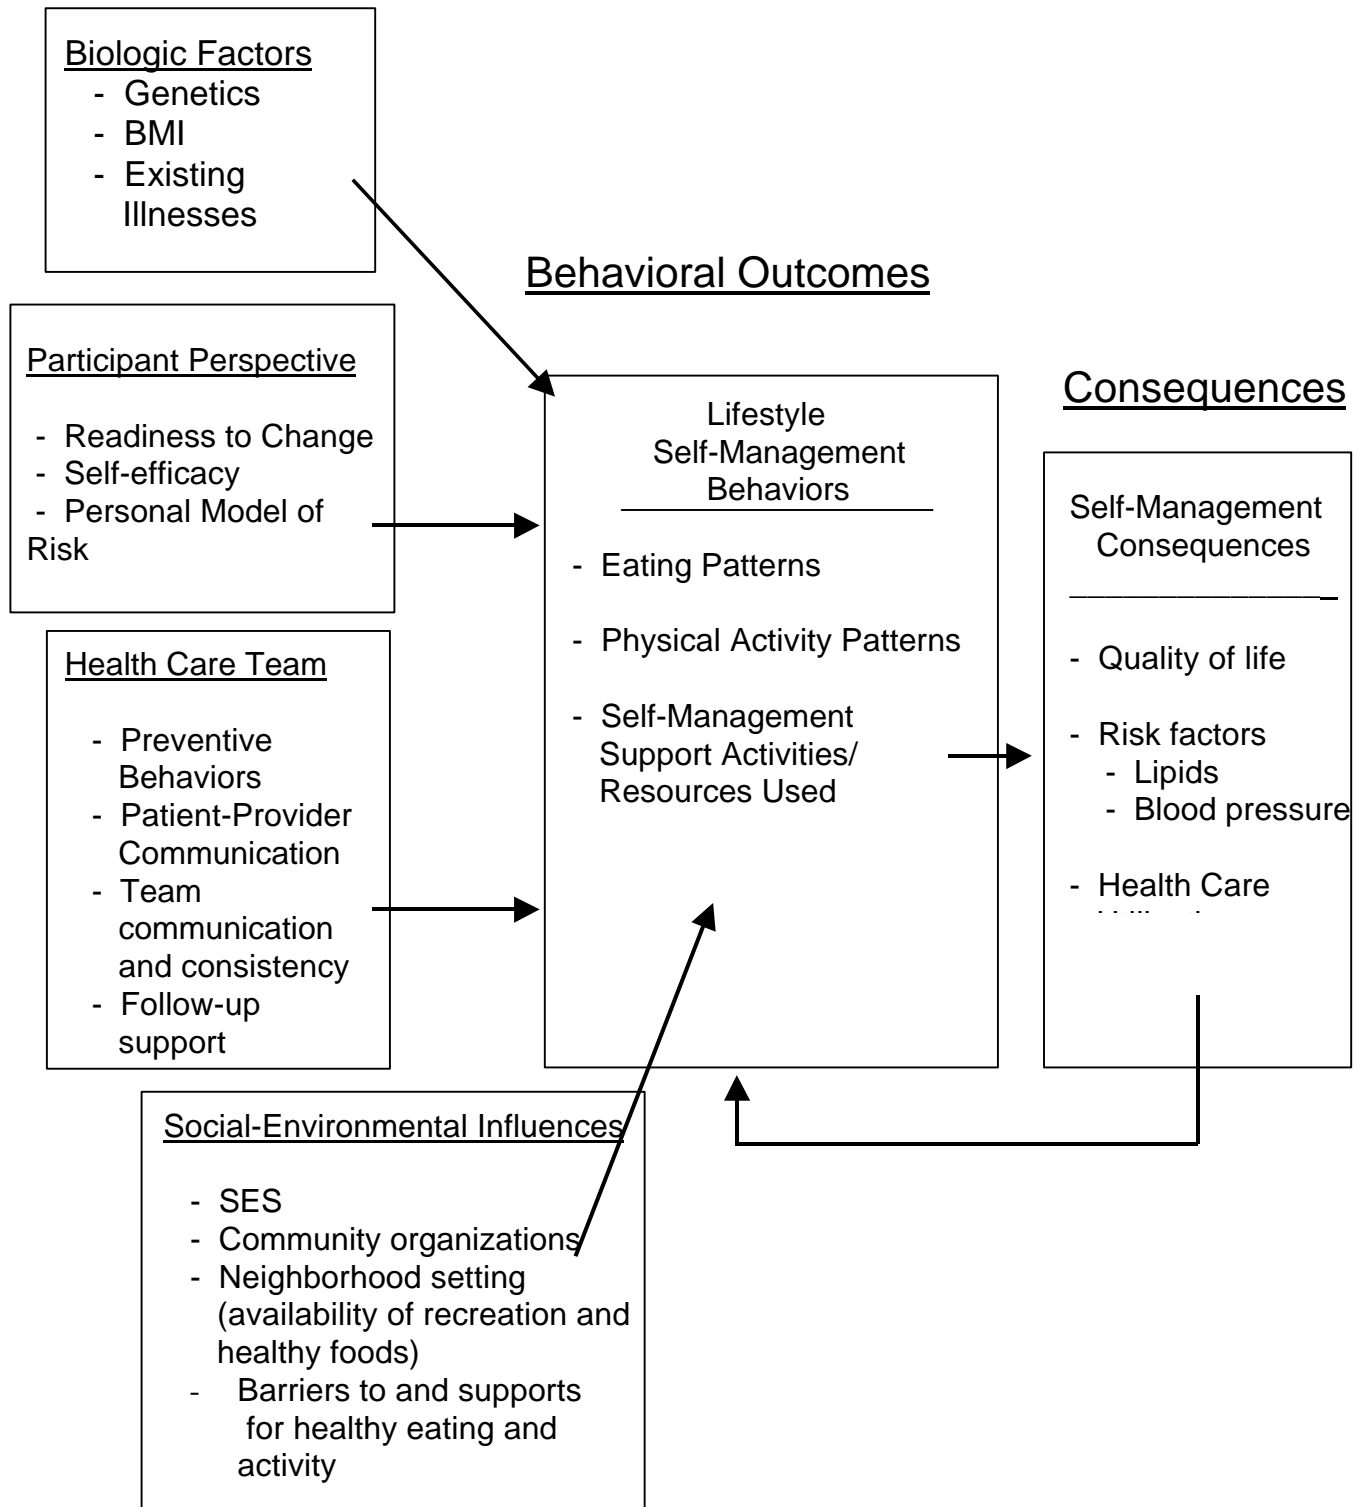 Biologic Factors
- Genetics
- BMI
- Existing
Illnesses
Behavioral Outcomes
Participant Perspective
- Readiness to Change
- Self-efficacy
- Personal Model of
Risk
Health Care Team
- Preventive
Behaviors
- Patient-Provider
Communication
- Team
communication
and consistency
- Follow-up
support
Social-Environmental Influences
- SES
- Community organizations
- Neighborhood setting
(availability of recreation and
healthy foods)
- Barriers to and supports
for healthy eating and
activity
Lifestyle
Self-Management
Behaviors
- Eating Patterns
- Physical Activity Patterns
- Self-Management
Support Activities/
Resources Used
Consequences
Self-Management
Consequences
- Quality of life
- Risk factors
- Lipids
- Blood pressure
- Health Care